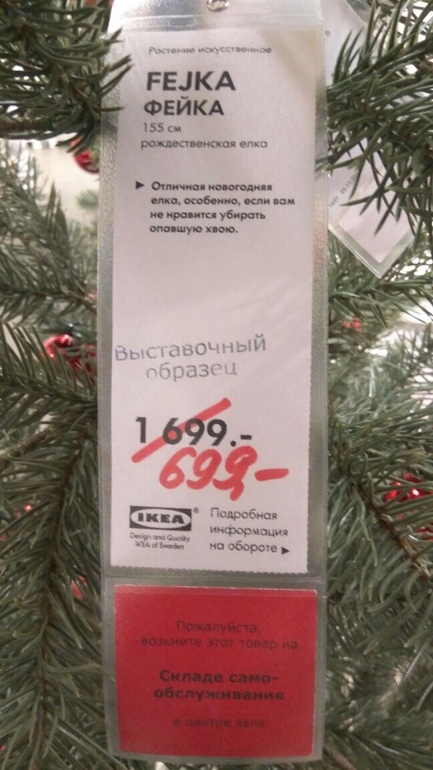 Растение искусственное
FEJKA
ФЕЙКА
155 см
рождественская елка
► Отличная новогодняя
елка, особенно, если вам
не нравится убирать
опавшую хвою.
Выставочный
образец
1 699.-
699,-
IKEA®
Design and Quality
IKEA of Sweden
Подробная
информация
на обороте ►
Пожалуйста,
возьмите этот товар на
Складе само-
обслуживания
в центре зала